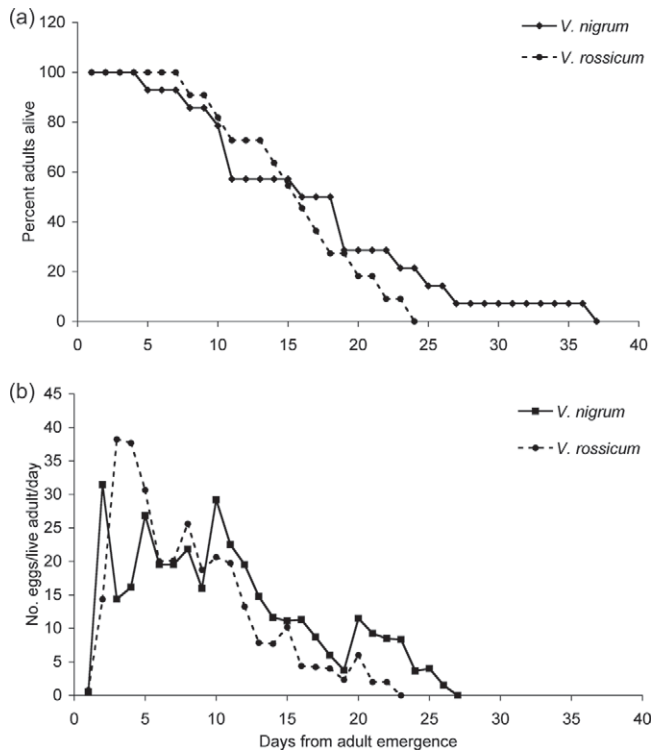 (a)
120
100
80
60
40
20
0
Percent adults alive
V. nigrum
V. rossicum
0 5 10 15 20 25 30 35 40
(b)
45
40
35
30
25
20
15
10
5
0
No. eggs/live adult/day
V. nigrum
V. rossicum
0 5 10 15 20 25 30 35 40
Days from adult emergence